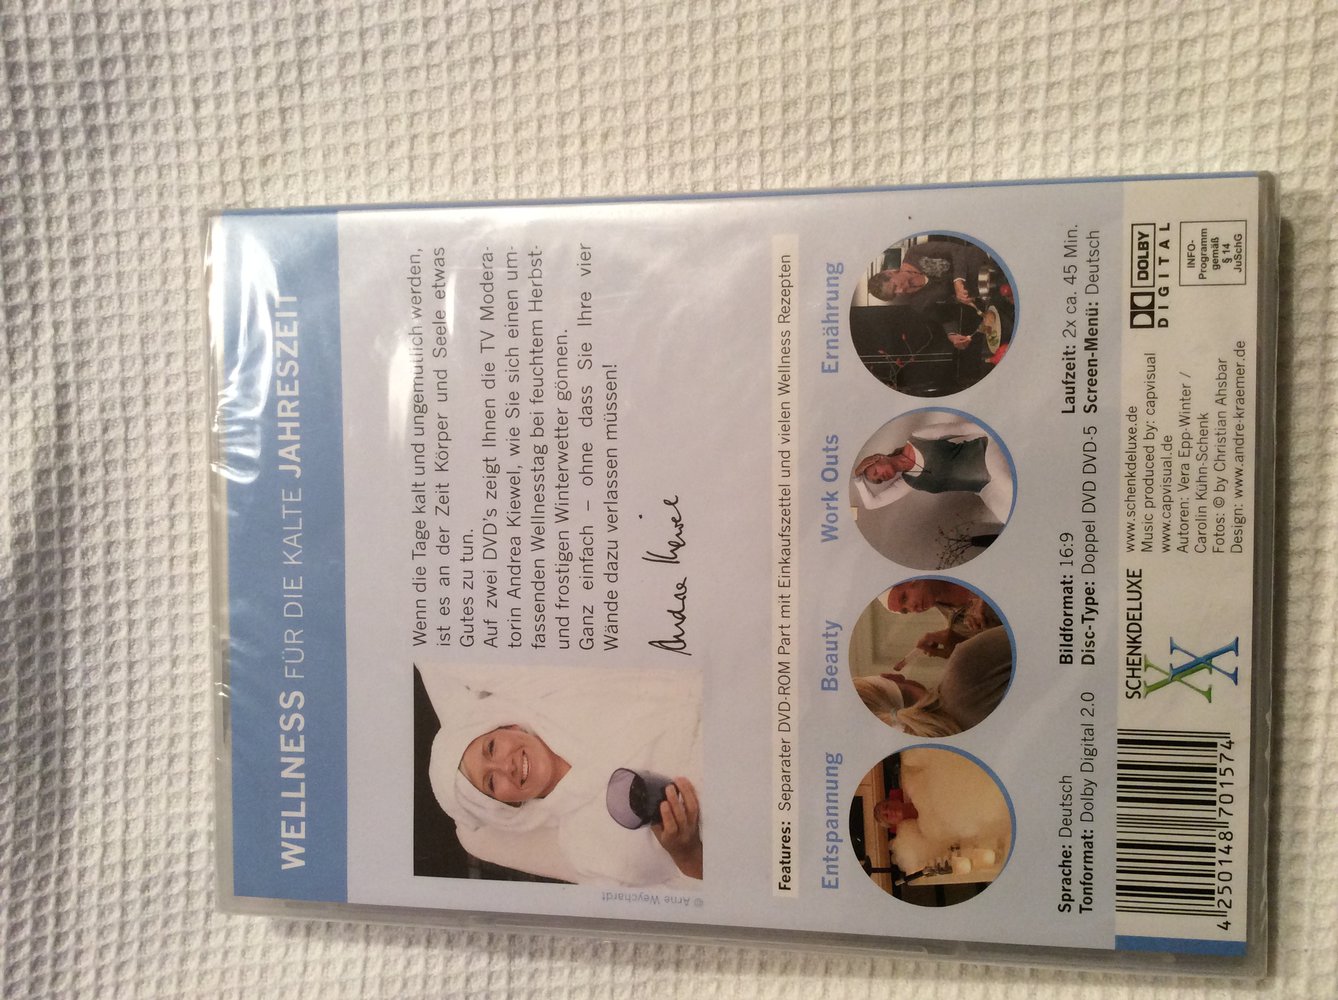 WELLNESS FÜR DIE KALTE JAHRESZEIT
Wenn die Tage kalt und ungemütlich werden,
ist es an der Zeit Körper und Seele etwas
Gutes zu tun.
Auf zwei DVD's zeigt Ihnen die TV Modera-
torin Andrea Kiewel, wie Sie sich einen um-
fassenden Wellnesstag bei feuchtem Herbst-
und frostigen Winterwetter gönnen.
Ganz einfach – ohne dass Sie Ihre vier
Wände dazu verlassen müssen!
Andrea Kiewel
© Arne Weychardt
Features: Separater DVD-ROM Part mit Einkaufszettel und vielen Wellness Rezepten
Entspannung Beauty Work Outs Ernährung
Sprache: Deutsch Bildformat: 16:9 Laufzeit: 2x ca. 45 Min.
Tonformat: Dolby Digital 2.0 Disc-Type: Doppel DVD DVD-5 Screen-Menü: Deutsch
4 250148 701574
SCHENKDELUXE
www.schenkdeluxe.de
Music produced by: capvisual
www.capvisual.de
Autoren: Vera Epp-Winter /
Carolin Kühn-Schenk
Fotos: © by Christian Ahsbar
Design: www.andre-kraemer.de
DOLBY
DIGITAL
INFO-
Programm
gemäß
§ 14
JuSchG